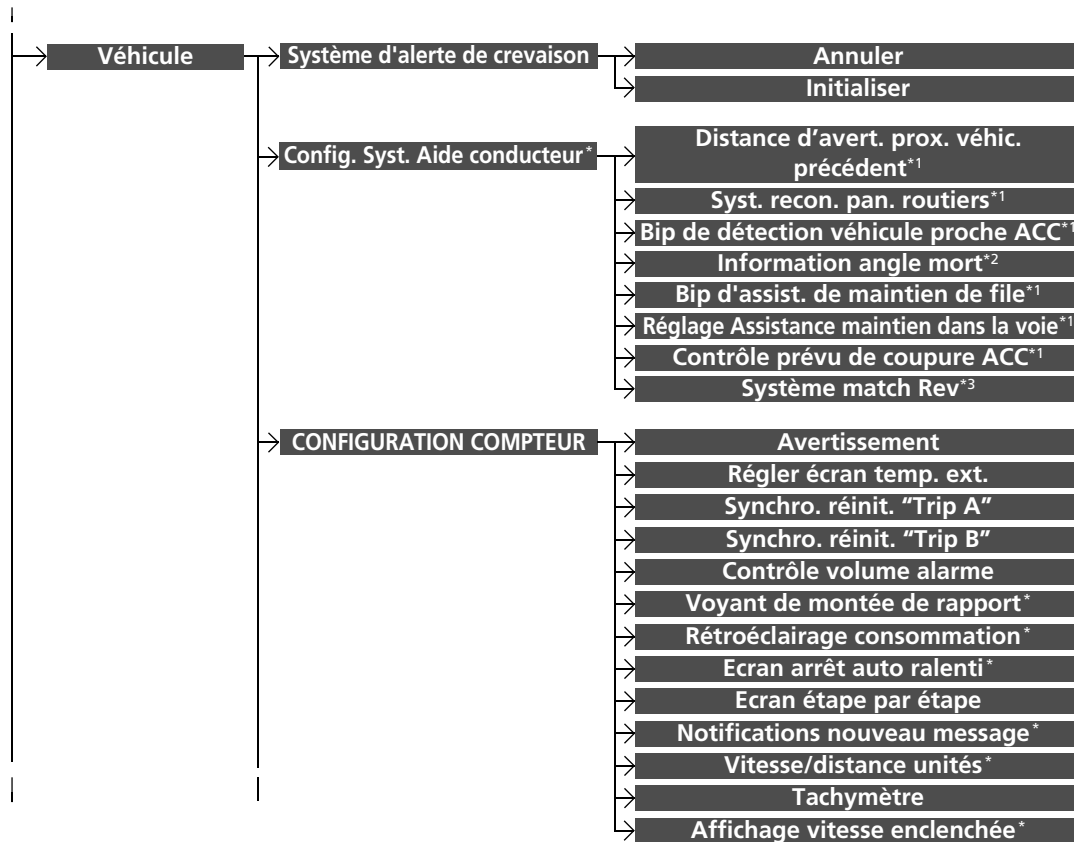 Véhicule
Système d'alerte de crevaison
Annuler
Initialiser
Config. Syst. Aide conducteur*
Distance d’avert. prox. véhic.
précédent*1
Syst. recon. pan. routiers*1
Bip de détection véhicule proche ACC*1
Information angle mort*2
Bip d'assist. de maintien de file*1
Réglage Assistance maintien dans la voie*1
Contrôle prévu de coupure ACC*1
Système match Rev*3
CONFIGURATION COMPTEUR
Avertissement
Régler écran temp. ext.
Synchro. réinit. “Trip A”
Synchro. réinit. “Trip B”
Contrôle volume alarme
Voyant de montée de rapport*
Rétroéclairage consommation*
Ecran arrêt auto ralenti*
Ecran étape par étape
Notifications nouveau message*
Vitesse/distance unités*
Tachymètre
Affichage vitesse enclenchée*